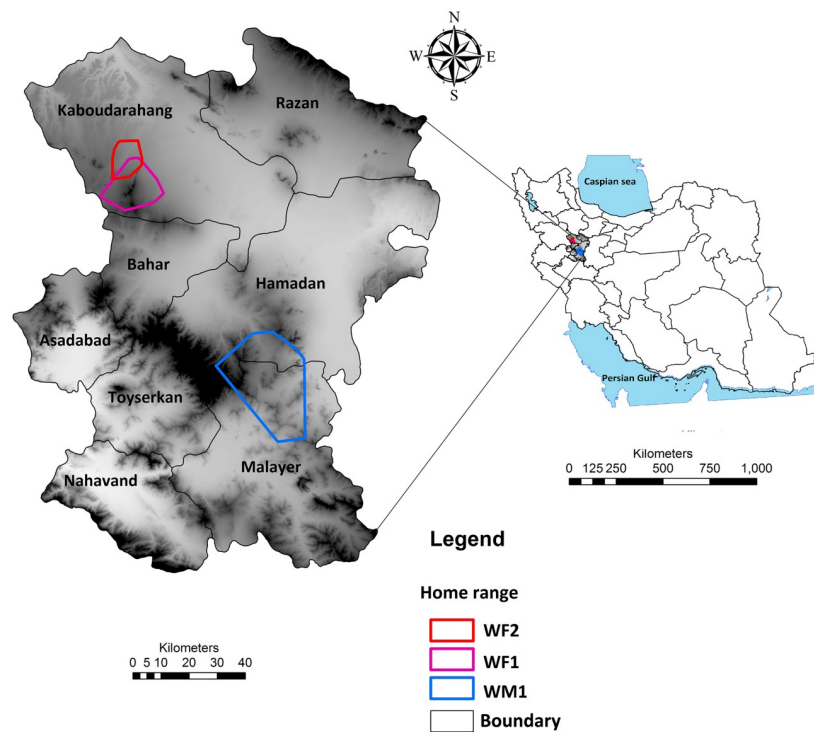 N
W E
S
Kaboudarahang
Razan
Caspian sea
Bahar
Hamadan
Asadabad
Toyserkan
Persian Gulf
Nahavand
Malayer
Kilometers
0 125 250 500 750 1,000
Legend
Home range
WF2
WF1
WM1
Boundary
Kilometers
0 5 10 20 30 40